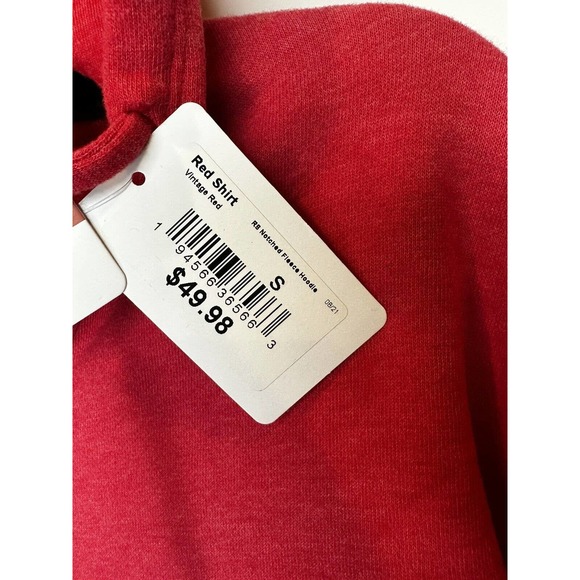 Red Shirt
Vintage Red
RB Notched Fleece Hoodie
S
1 94566 36566 3
$49.98
08/21